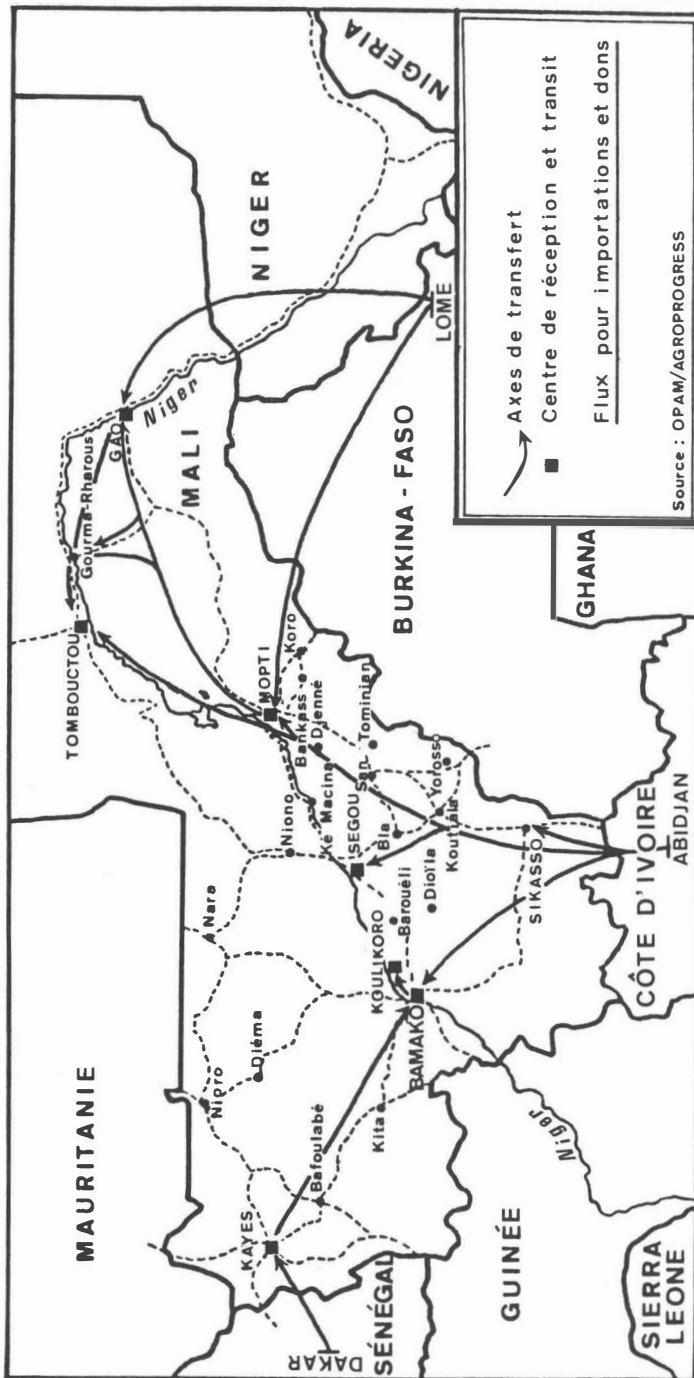 MAURITANIE
NIGER
NIGERIA
MALI
BURKINA - FASO
GHANA
CÔTE D'IVOIRE
GUINÉE
SIERRA
LEONE
SÉNÉGAL
DAKAR
KAYES
Bafoulabé
Kita
Nioro
Diéma
Nara
BAMAKO
KOULIKORO
Barouéli
Dioïla
SEGOU
Niono
Ké Macina
Bla
San
Koutiala
Yorosso
Tominian
SIKASSO
ABIDJAN
MOPTI
Djenné
Bankass
Koro
TOMBOUCTOU
Gourma-Rharous
GAO
Niger
Niger
LOME
Axes de transfert
Centre de réception et transit
Flux pour importations et dons
Source : OPAM/AGROPROGRESS